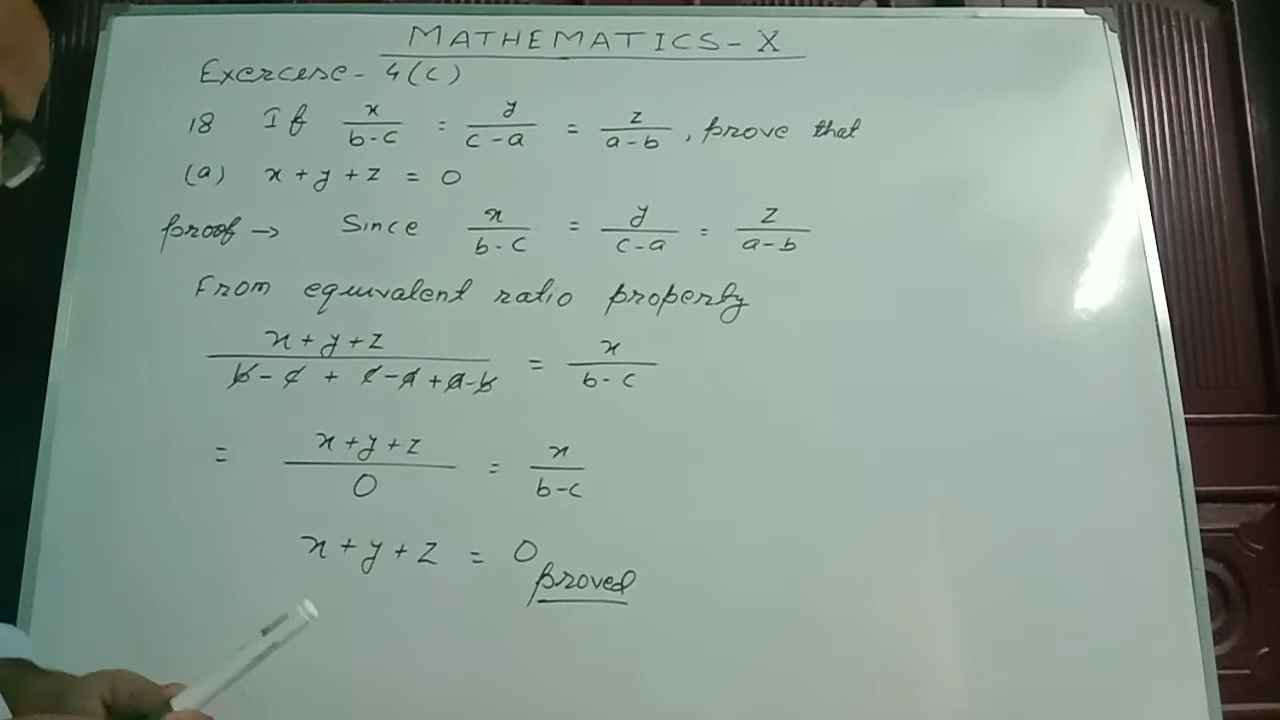 MATHEMATICS-X
Exercise-4(C)
18 If x/(b-c) = y/(c-a) = z/(a-b), prove that
(a) x+y+z = 0
proof → Since x/(b-c) = y/(c-a) = z/(a-b)
From equivalent ratio property
(x+y+z)/(b-c+c-a+a-b) = x/(b-c)
= (x+y+z)/0 = x/(b-c)
x+y+z = 0
proved